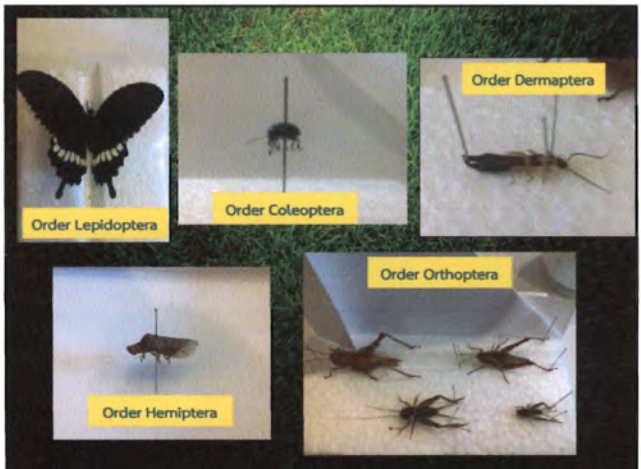 Order Lepidoptera
Order Coleoptera
Order Dermaptera
Order Hemiptera
Order Orthoptera